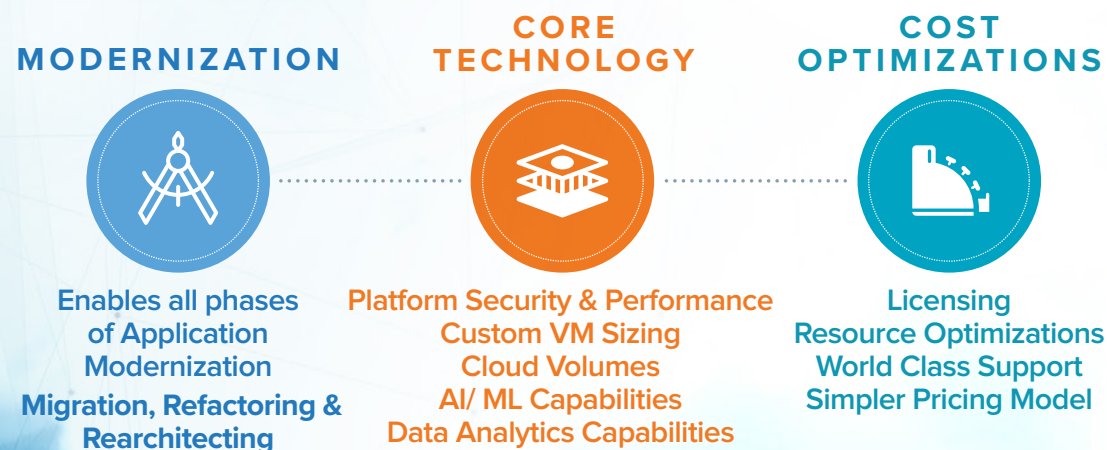 MODERNIZATION
Enables all phases
of Application
Modernization
Migration, Refactoring &
Rearchitecting
CORE
TECHNOLOGY
Platform Security & Performance
Custom VM Sizing
Cloud Volumes
AI/ ML Capabilities
Data Analytics Capabilities
COST
OPTIMIZATIONS
Licensing
Resource Optimizations
World Class Support
Simpler Pricing Model